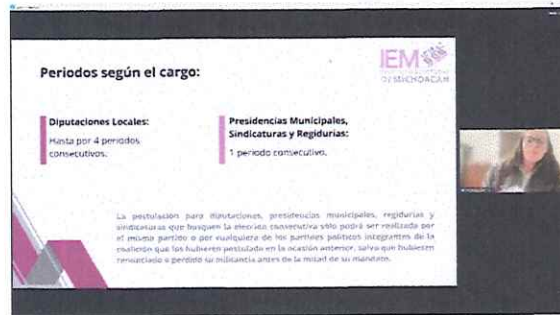 IEM
DE MICHOACÁN
Periodos según el cargo:
Diputaciones Locales:
Hasta por 4 periodos
consecutivos.
Presidencias Municipales,
Sindicaturas y Regidurías:
1 periodo consecutivo.
La postulación para diputaciones, presidencias municipales, regidurías y
sindicaturas que busquen la elección consecutiva sólo podrá ser realizada por
el mismo partido o por cualquiera de los partidos políticos integrantes de la
coalición que los hubieren postulado en la ocasión anterior, salvo que hubiesen
renunciado o perdido su militancia antes de la mitad de su mandato.